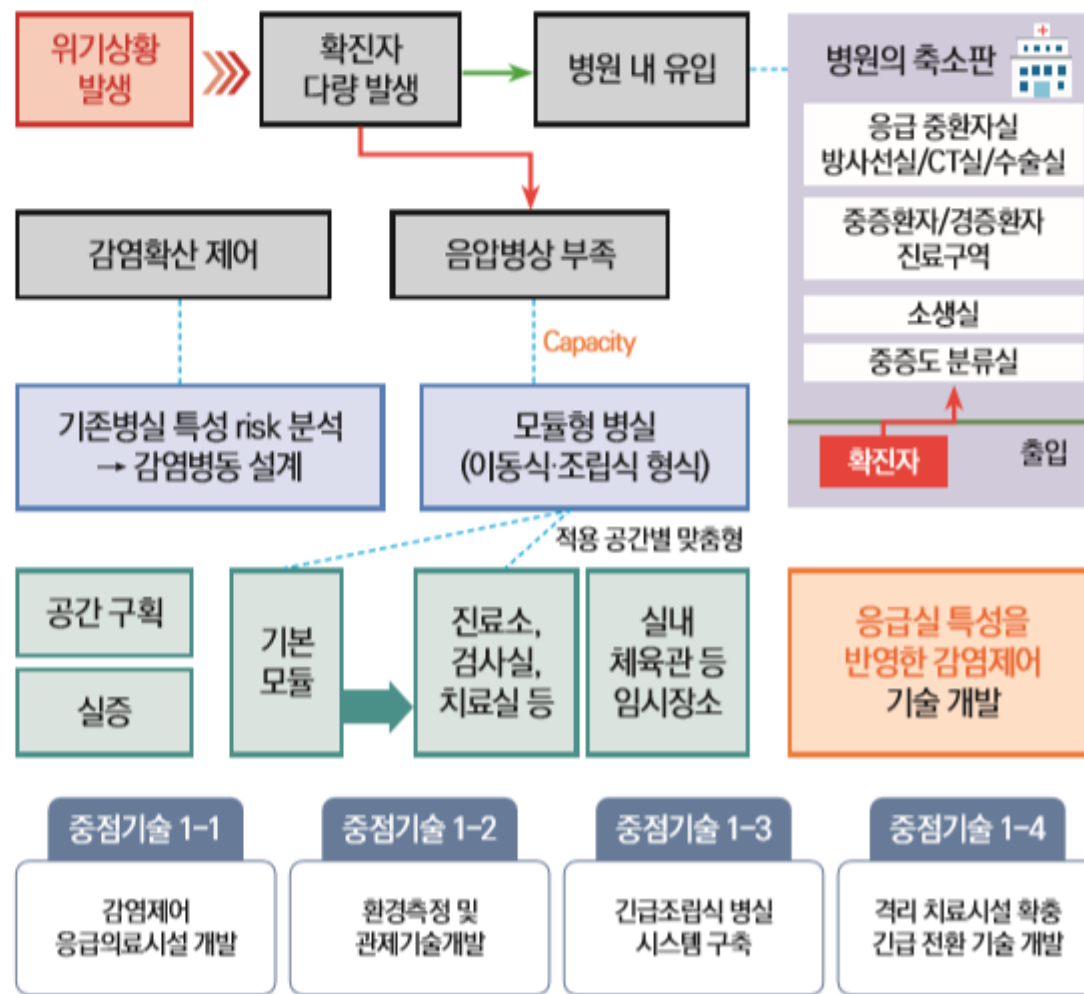 위기상황
발생
확진자
다량 발생
병원 내 유입
병원의 축소판
응급 중환자실
방사선실/CT실/수술실
중증환자/경증환자
진료구역
소생실
중증도 분류실
확진자
출입
감염확산 제어
음압병상 부족
Capacity
기존병실 특성 risk 분석
→ 감염병동 설계
모듈형 병실
(이동식·조립식 형식)
적용 공간별 맞춤형
공간 구획
실증
기본
모듈
진료소,
검사실,
치료실 등
실내
체육관 등
임시장소
응급실 특성을
반영한 감염제어
기술 개발
중점기술 1-1
감염제어
응급의료시설 개발
중점기술 1-2
환경측정 및
관제기술개발
중점기술 1-3
긴급조립식 병실
시스템 구축
중점기술 1-4
격리 치료시설 확충
긴급 전환 기술 개발